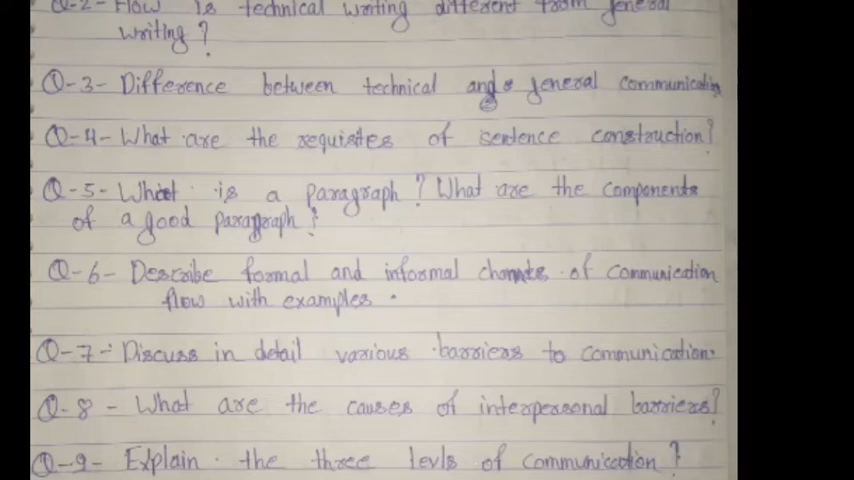 Q-2- How is technical writing different from general
writing?
Q-3- Difference between technical and general communication
Q-4- What are the requisites of sentence construction?
Q-5- What is a paragraph? What are the components
of a good paragraph?
Q-6- Describe formal and informal of communication
flow with examples.
Q-7- Discuss in detail various barriers to communication.
Q-8- What are the causes of interpersonal barriers?
Q-9- Explain the three levls of communication?